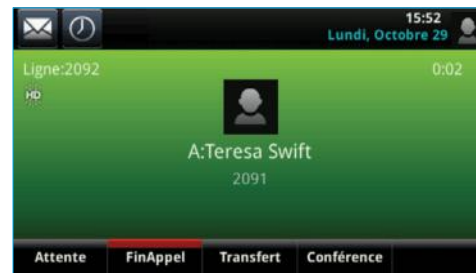 15:52
Lundi, Octobre 29
Ligne:2092
0:02
HD
A:Teresa Swift
2091
Attente FinAppel Transfert Conférence